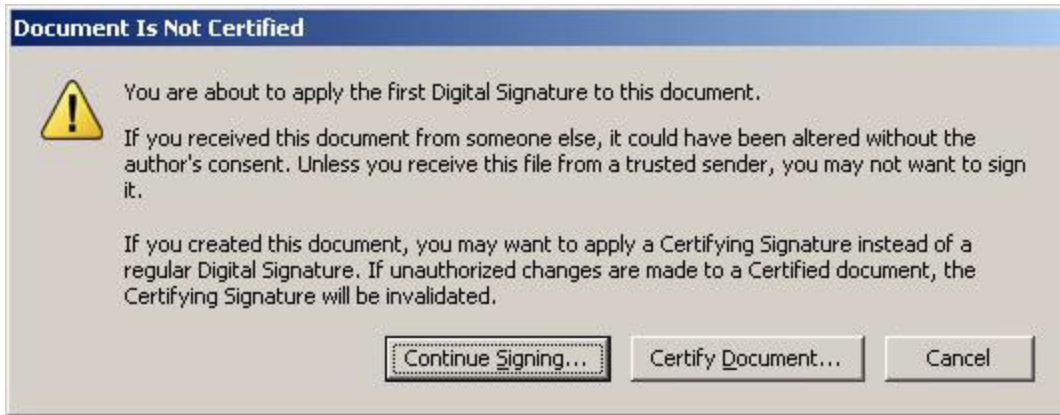 Document Is Not Certified
You are about to apply the first Digital Signature to this document.
If you received this document from someone else, it could have been altered without the
author's consent. Unless you receive this file from a trusted sender, you may not want to sign
it.
If you created this document, you may want to apply a Certifying Signature instead of a
regular Digital Signature. If unauthorized changes are made to a Certified document, the
Certifying Signature will be invalidated.
Continue Signing... Certify Document... Cancel